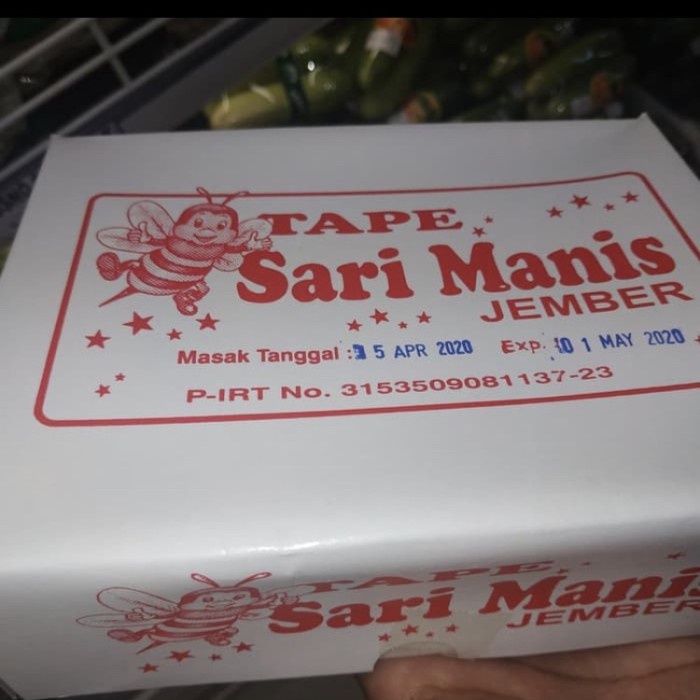 TAPE
Sari Manis
JEMBER
Masak Tanggal : 5 APR 2020 Exp. 0 1 MAY 2020
P-IRT No. 3153509081137-23
TAPE
Sari Manis
JEMBER